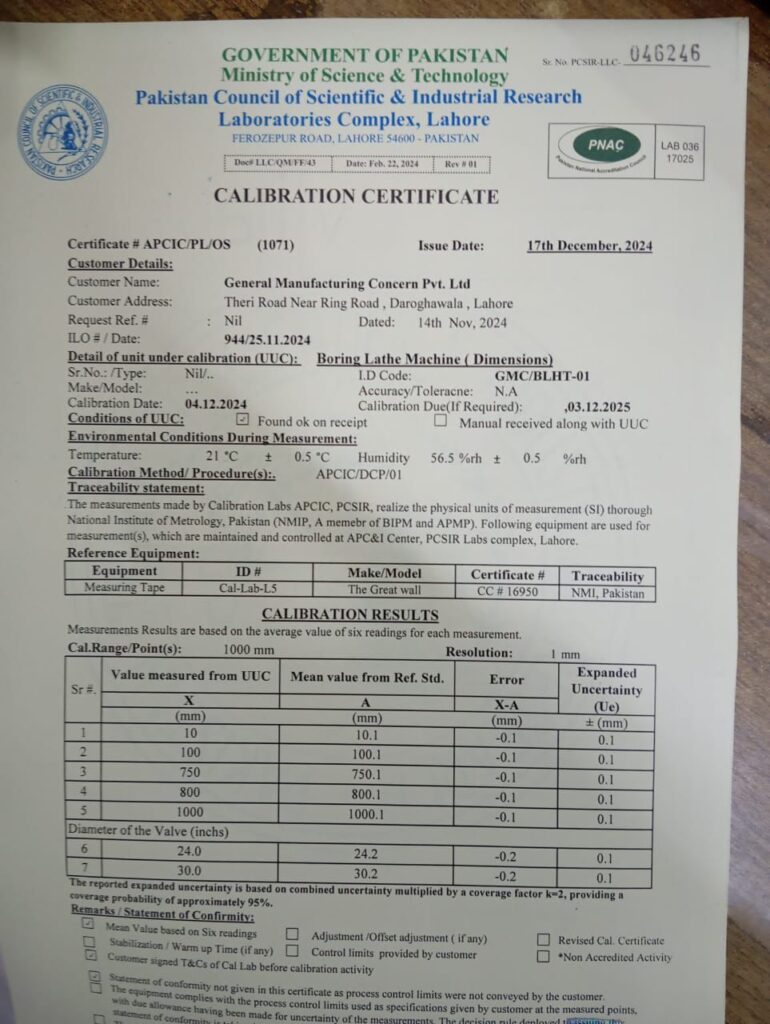 GOVERNMENT OF PAKISTAN
Ministry of Science & Technology
Sr. No. PCSIR-LLC- 046246
Pakistan Council of Scientific & Industrial Research
Laboratories Complex, Lahore
FEROZEPUR ROAD, LAHORE 54600 - PAKISTAN
PAKISTAN COUNCIL OF SCIENTIFIC & INDUSTRIAL RESEARCH
PNAC
Pakistan National Accreditation Council
LAB 036
17025
Doc# LLC/QM/FF/43 Date: Feb. 22, 2024 Rev # 01
CALIBRATION CERTIFICATE
Certificate # APCIC/PL/OS (1071) Issue Date: 17th December, 2024
Customer Details:
Customer Name: General Manufacturing Concern Pvt. Ltd
Customer Address: Theri Road Near Ring Road , Daroghawala , Lahore
Request Ref. # : Nil Dated: 14th Nov, 2024
ILO # / Date: 944/25.11.2024
Detail of unit under calibration (UUC): Boring Lathe Machine ( Dimensions)
Sr.No.: /Type: Nil/.. I.D Code: GMC/BLHT-01
Make/Model: ... Accuracy/Toleracne: N.A
Calibration Date: 04.12.2024 Calibration Due(If Required): ,03.12.2025
Conditions of UUC: ☑ Found ok on receipt ☐ Manual received along with UUC
Environmental Conditions During Measurement:
Temperature: 21 °C ± 0.5 °C Humidity 56.5 %rh ± 0.5 %rh
Calibration Method/ Procedure(s):. APCIC/DCP/01
Traceability statement:
The measurements made by Calibration Labs APCIC, PCSIR, realize the physical units of measurement (SI) thorough
National Institute of Metrology, Pakistan (NMIP, A memebr of BIPM and APMP). Following equipment are used for
measurement(s), which are maintained and controlled at APC&I Center, PCSIR Labs complex, Lahore.
Reference Equipment:
Equipment ID # Make/Model Certificate # Traceability
Measuring Tape Cal-Lab-L5 The Great wall CC # 16950 NMI, Pakistan
CALIBRATION RESULTS
Measurements Results are based on the average value of six readings for each measurement.
Cal.Range/Point(s): 1000 mm Resolution: 1 mm
Sr #. Value measured from UUC Mean value from Ref. Std. Error Expanded Uncertainty (Ue)
X A X-A
(mm) (mm) (mm) ± (mm)
1 10 10.1 -0.1 0.1
2 100 100.1 -0.1 0.1
3 750 750.1 -0.1 0.1
4 800 800.1 -0.1 0.1
5 1000 1000.1 -0.1 0.1
Diameter of the Valve (inchs)
6 24.0 24.2 -0.2 0.1
7 30.0 30.2 -0.2 0.1
The reported expanded uncertainty is based on combined uncertainty multiplied by a coverage factor k=2, providing a
coverage probability of approximately 95%.
Remarks / Statement of Confirmity:
☑ Mean Value based on Six readings ☐ Adjustment /Offset adjustment ( if any) ☐ Revised Cal. Certificate
☐ Stabilization / Warm up Time (if any) ☐ Control limits provided by customer ☐ *Non Accredited Activity
☑ Customer signed T&Cs of Cal Lab before calibration activity
☑ Statement of conformity not given in this certificate as process control limits were not conveyed by the customer.
☐ The equipment complies with the process control limits used as specifications given by customer at the measured points,
with due allowance having been made for uncertainty of the measurements. The decision rule deployed in issuing the
statement of conformity is